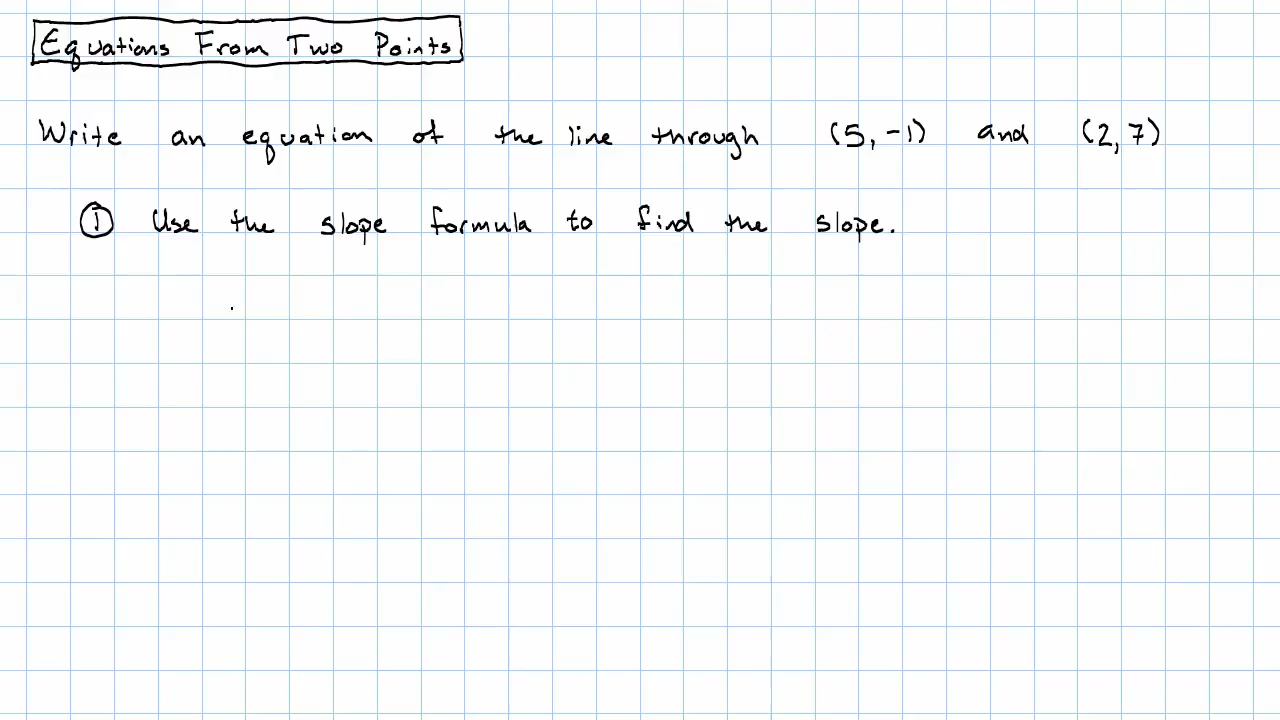 Equations From Two Points
Write an equation of the line through (5, -1) and (2, 7)
① Use the slope formula to find the slope.